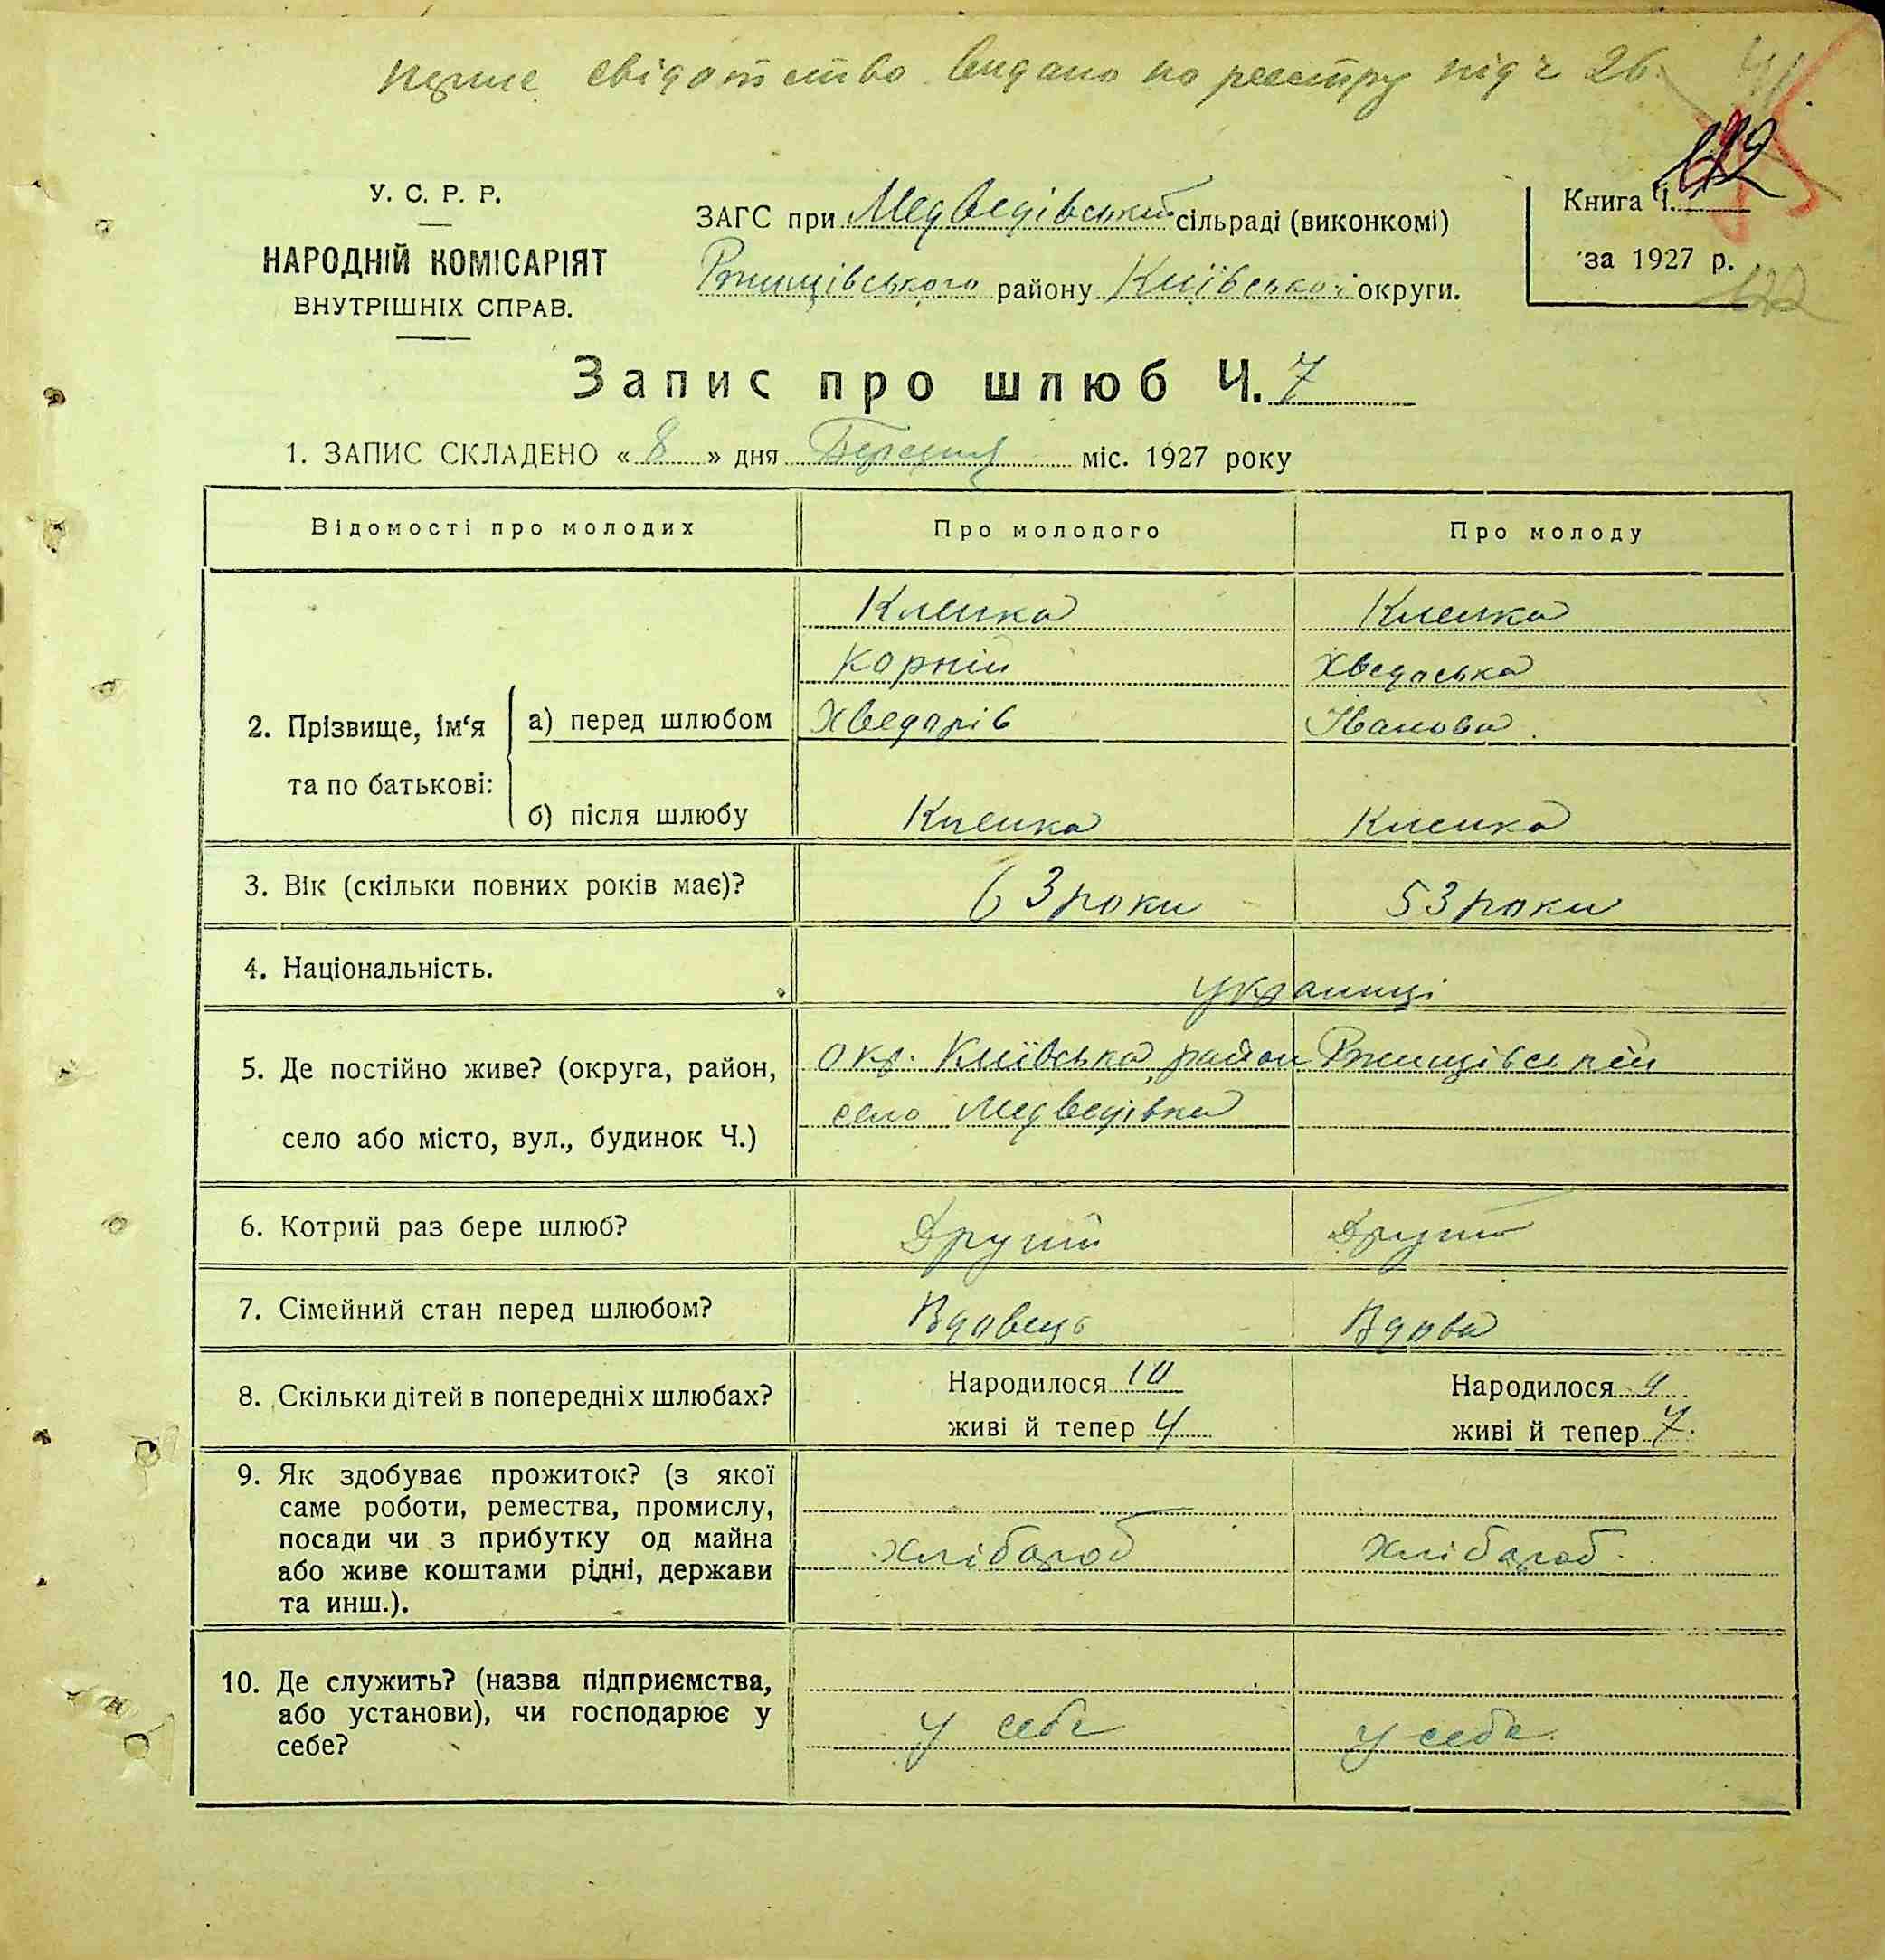 свідотство видано по реєстру під ч 26
У. С. Р. Р.
НАРОДНІЙ КОМІСАРІЯТ
ВНУТРІШНІХ СПРАВ.
ЗАГС при Медведівській сільраді (виконкомі)
Ржищівського району Київської округи.
Книга Ч.
за 1927 р.
122
Запис про шлюб Ч. 7
1. ЗАПИС СКЛАДЕНО « 8 » дня Березня міс. 1927 року
Відомості про молодих
Про молодого
Про молоду
2. Прізвище, ім‘я та по батькові:
а) перед шлюбом
Клепка
Корній
Хведорів
Клепка
Хведоська
Іванова
б) після шлюбу
Клепка
Клепка
3. Вік (скільки повних років має)?
63 роки
53 роки
4. Національність.
українці
5. Де постійно живе? (округа, район,
село або місто, вул., будинок Ч.)
окр. Київська район Ржищівський
село Медведівка
6. Котрий раз бере шлюб?
Другий
Другий
7. Сімейний стан перед шлюбом?
Вдовець
Вдова
8. Скільки дітей в попередніх шлюбах?
Народилося 10
живі й тепер 4
Народилося
живі й тепер 7.
9. Як здобуває прожиток? (з якої
саме роботи, ремества, промислу,
посади чи з прибутку од майна
або живе коштами рідні, держави
та инш.).
хлібороб
хлібороб.
10. Де служить? (назва підприємства,
або установи), чи господарює у
себе?
у себе
у себе.